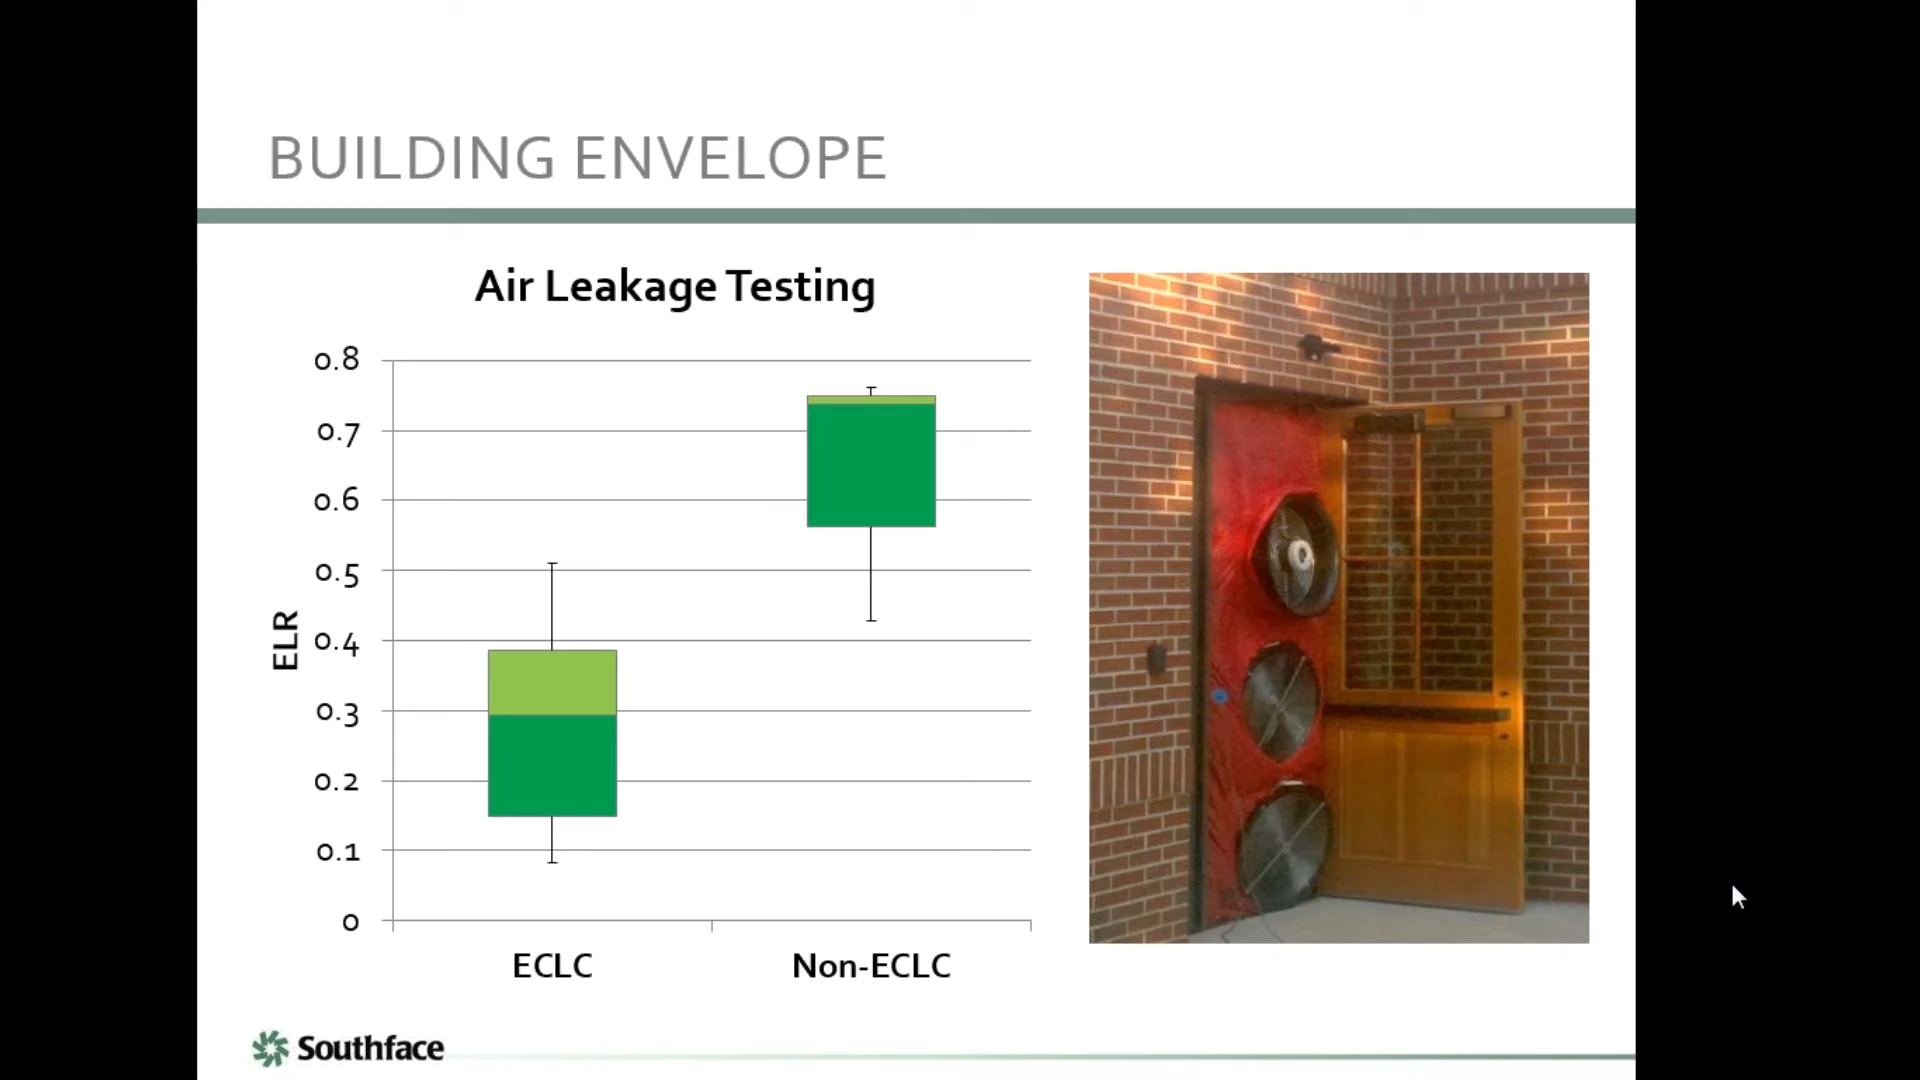 BUILDING ENVELOPE
Air Leakage Testing
0.8
0.7
0.6
0.5
0.4
0.3
0.2
0.1
0
ELR
ECLC Non-ECLC
Southface